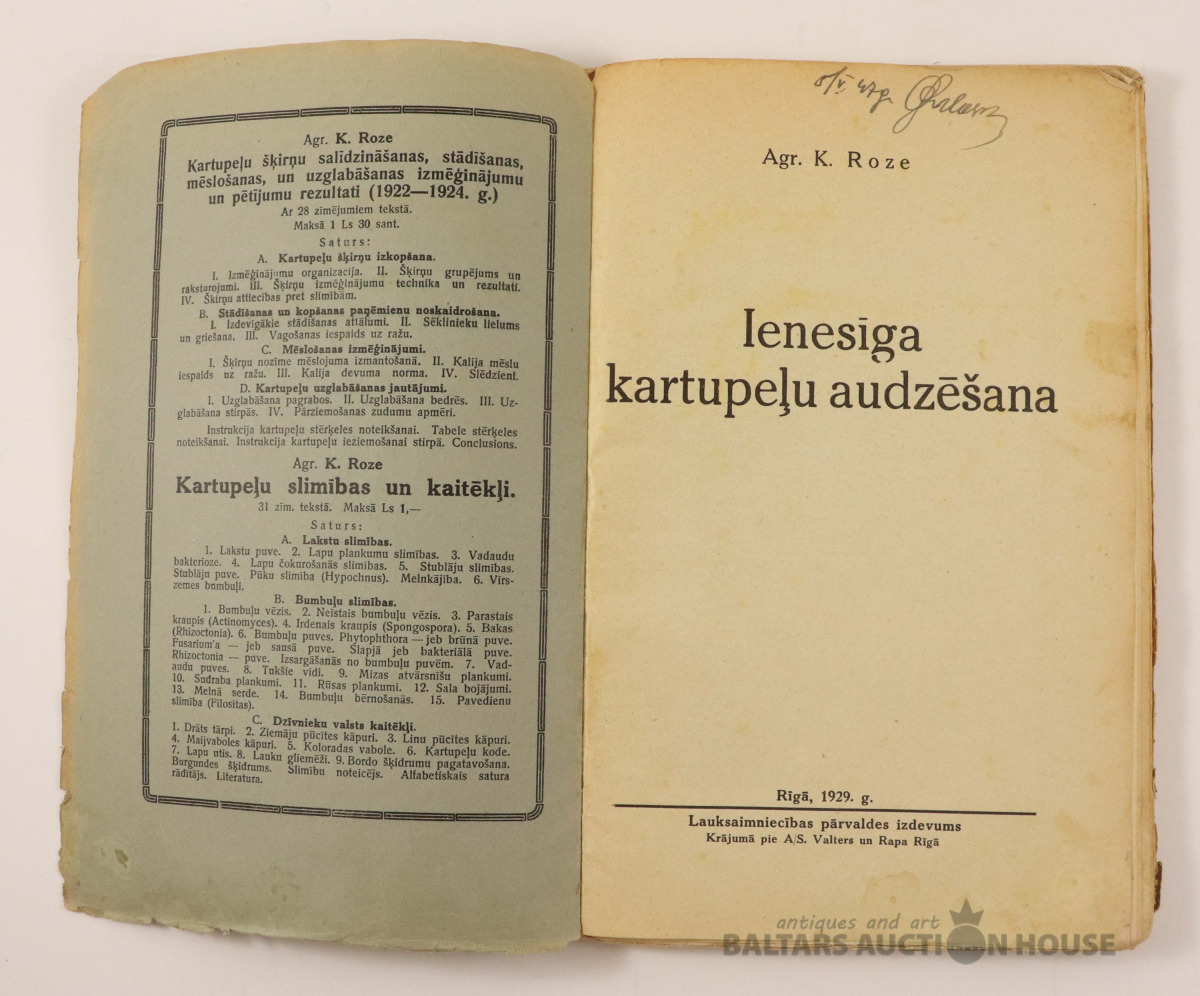 Agr. K. Roze
Kartupeļu šķirņu salīdzināšanas, stādīšanas,
mēslošanas, un uzglabāšanas izmēģinājumu
un pētījumu rezultati (1922—1924. g.)
Ar 28 zīmējumiem tekstā.
Maksā 1 Ls 30 sant.
Saturs:
A. Kartupeļu šķirņu izkopšana.
I. Izmēģinājumu organizacija. II. Šķirņu grupējums un
raksturojumi. III. Šķirņu izmēģinājumu technika un rezultati.
IV. Šķirņu attiecības pret slimībām.
B. Stādīšanas un kopšanas paņēmienu noskaidrošana.
I. Izdevīgākie stādīšanas attālumi. II. Sēklinieku lielums
un griešana. III. Vagošanas iespaids uz ražu.
C. Mēslošanas izmēģinājumi.
I. Šķirņu nozīme mēslojuma izmantošanā. II. Kalija mēslu
iespaids uz ražu. III. Kalija devuma norma. IV. Slēdzieni.
D. Kartupeļu uzglabāšanas jautājumi.
I. Uzglabāšana pagrabos. II. Uzglabāšana bedrēs. III. Uz-
glabāšana stirpās. IV. Pārziemošanas zudumu apmēri.
Instrukcija kartupeļu stērķeles noteikšanai. Tabele stērķeles
noteikšanai. Instrukcija kartupeļu ieziemošanai stirpā. Conclusions.
Agr. K. Roze
Kartupeļu slimības un kaitēkļi.
31 zīm. tekstā. Maksā Ls 1,—
Saturs:
A. Lakstu slimības.
1. Lakstu puve. 2. Lapu plankumu slimības. 3. Vadaudu
bakterioze. 4. Lapu čokurošanās slimības. 5. Stublāju slimības.
Stublāju puve. Pūku slimība (Hypochnus). Melnkājība. 6. Virs-
zemes bumbuļi.
B. Bumbuļu slimības.
1. Bumbuļu vēzis. 2. Neīstais bumbuļu vēzis. 3. Parastais
kraupis (Actinomyces). 4. Irdenais kraupis (Spongospora). 5. Bakas
(Rhizoctonia). 6. Bumbuļu puves. Phytophthora — jeb brūnā puve.
Fusarium'a — jeb sausā puve. Slapjā jeb bakteriālā puve.
Rhizoctonia — puve. Izsargāšanās no bumbuļu puvēm. 7. Vad-
audu puves. 8. Tukšie vidi. 9. Mizas atvārsnīšu plankumi.
10. Sudraba plankumi. 11. Rūsas plankumi. 12. Sala bojājumi.
13. Melnā serde. 14. Bumbuļu bērnošanās. 15. Pavedienu
slimība (Filositas).
C. Dzīvnieku valsts kaitēkļi.
1. Drāts tārpi. 2. Ziemāju pūcītes kāpuri. 3. Linu pūcītes kāpuri.
4. Maijvaboles kāpuri. 5. Koloradas vabole. 6. Kartupeļu kode.
7. Lapu utis. 8. Lauku gliemēži. 9. Bordo šķidrumu pagatavošana.
Burgundes šķidrums. Slimību noteicējs. Alfabetiskais satura
rādītājs. Literatura.
Agr. K. Roze
Ienesīga
kartupeļu audzēšana
Rīgā, 1929. g.
Lauksaimniecības pārvaldes izdevums
Krājumā pie A/S. Valters un Rapa Rīgā
antiques and art
BALTARS AUCTION HOUSE